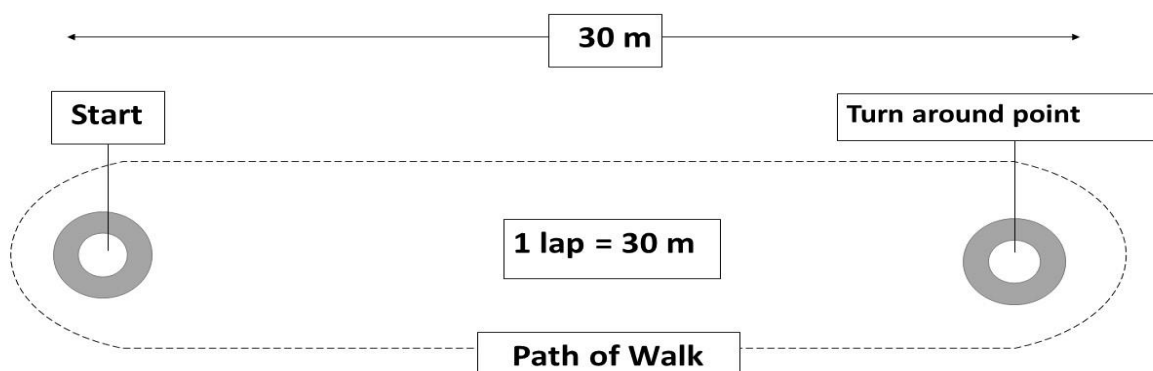 30 m
Start
Turn around point
1 lap = 30 m
Path of Walk